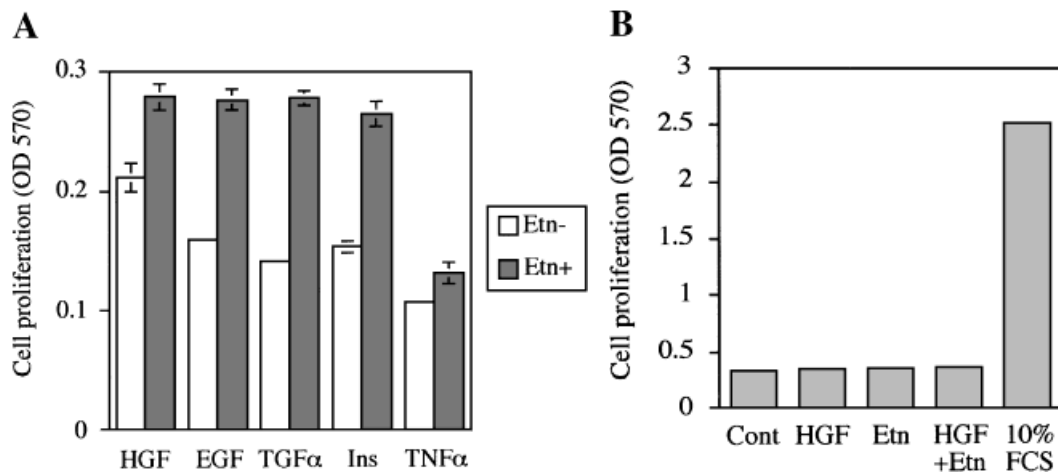 A
Cell proliferation (OD 570)
0.3
0.2
0.1
0
HGF EGF TGFα Ins TNFα
Etn-
Etn+
B
Cell proliferation (OD 570)
3
2.5
2
1.5
1
0.5
0
Cont HGF Etn HGF 10%
+Etn FCS